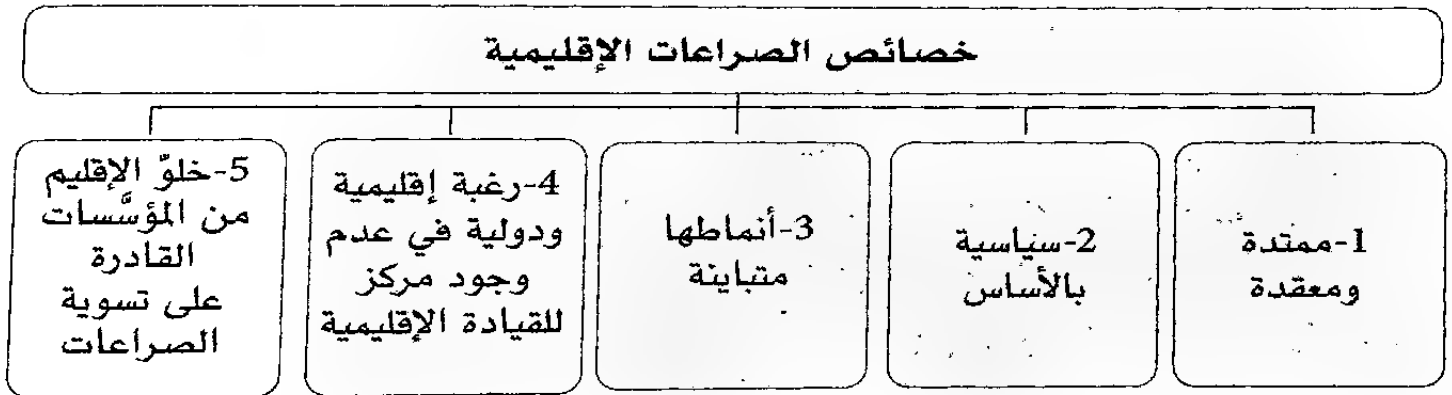 خصائص الصراعات الإقليمية
1-ممتدة
ومعقدة
2-سياسية
بالأساس
3-أنماطها
متباينة
4-رغبة إقليمية
ودولية في عدم
وجود مركز
للقيادة الإقليمية
5-خلوّ الإقليم
من المؤسَّسات
القادرة
على تسوية
الصراعات